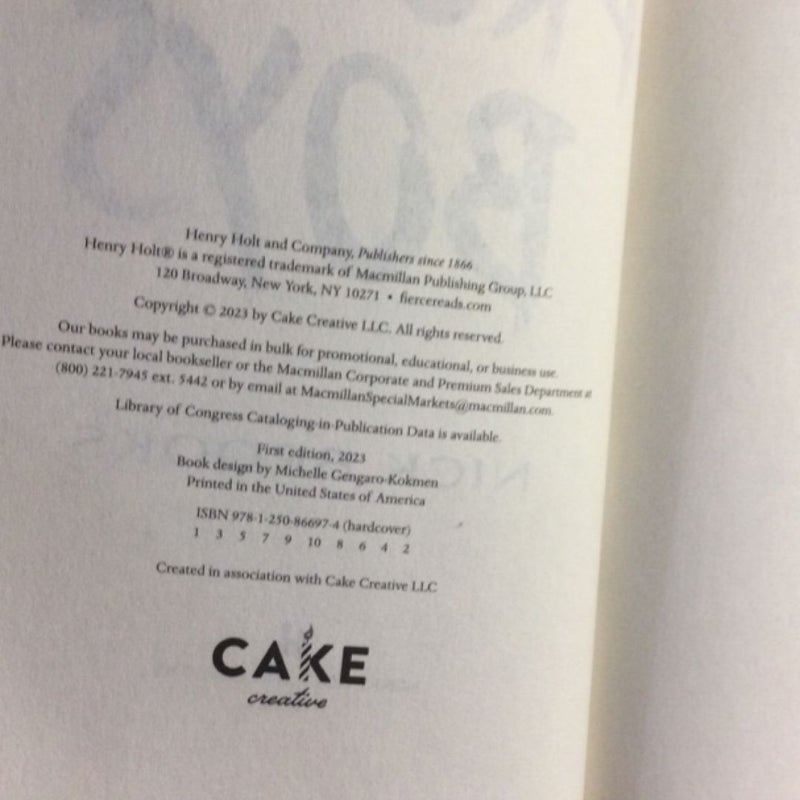 Henry Holt and Company, Publishers since 1866
Henry Holt® is a registered trademark of Macmillan Publishing Group, LLC
120 Broadway, New York, NY 10271 • fiercereads.com
Copyright © 2023 by Cake Creative LLC. All rights reserved.
Our books may be purchased in bulk for promotional, educational, or business use.
Please contact your local bookseller or the Macmillan Corporate and Premium Sales Department at
(800) 221-7945 ext. 5442 or by email at MacmillanSpecialMarkets@macmillan.com.
Library of Congress Cataloging-in-Publication Data is available.
First edition, 2023
Book design by Michelle Gengaro-Kokmen
Printed in the United States of America
ISBN 978-1-250-86697-4 (hardcover)
1 3 5 7 9 10 8 6 4 2
Created in association with Cake Creative LLC
CAKE
creative